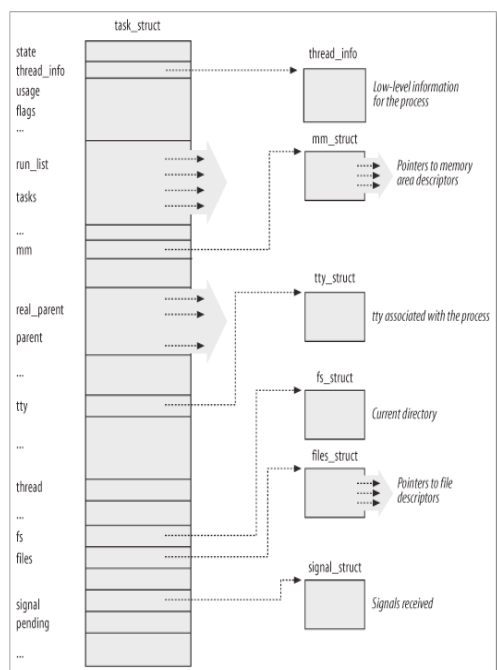 task_struct
state
thread_info
usage
flags
...
run_list
tasks
...
mm
real_parent
parent
...
tty
...
thread
...
fs
files
signal
pending
...
thread_info
Low-level information
for the process
mm_struct
Pointers to memory
area descriptors
tty_struct
tty associated with the process
fs_struct
Current directory
files_struct
Pointers to file
descriptors
signal_struct
Signals received